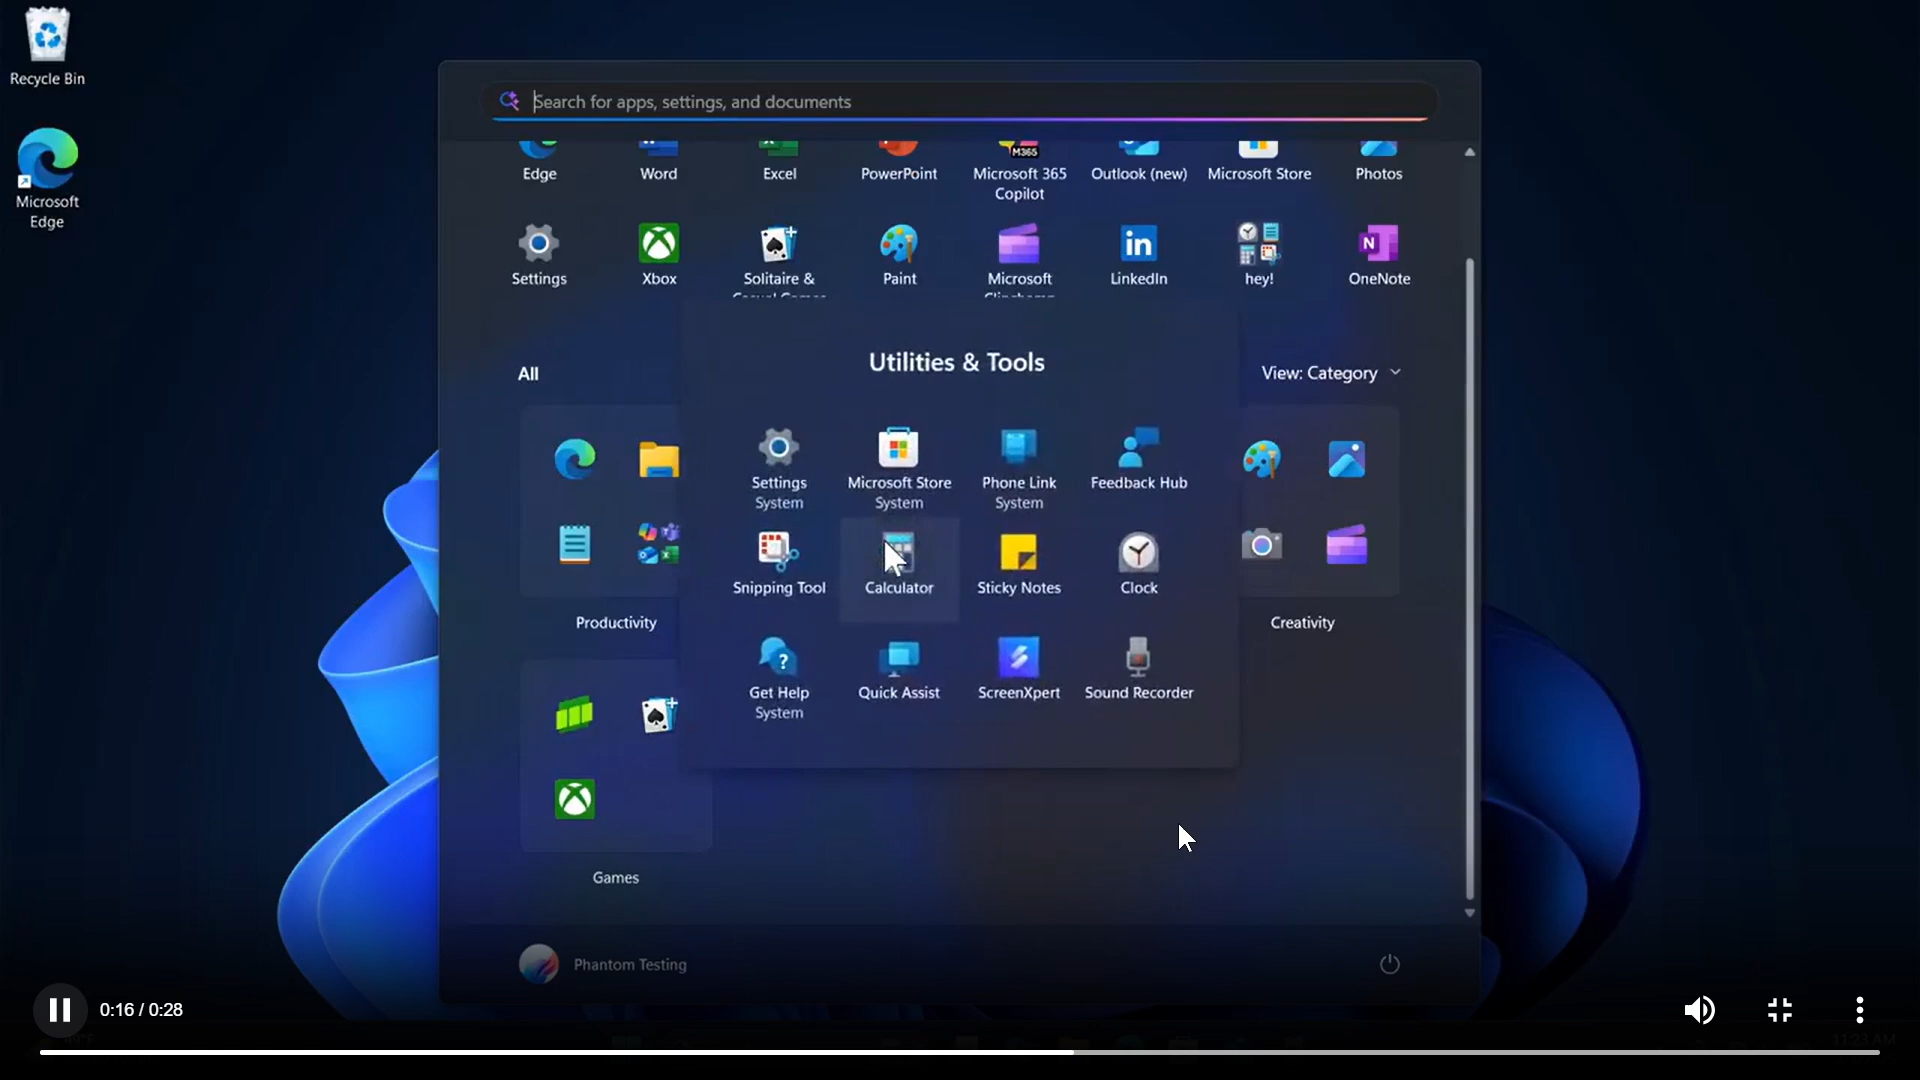 Recycle Bin
Microsoft
Edge
Search for apps, settings, and documents
Edge
Word
Excel
PowerPoint
M365
Microsoft 365
Copilot
Outlook (new)
Microsoft Store
Photos
Settings
Xbox
Solitaire &
Paint
Microsoft
LinkedIn
hey!
OneNote
All
Utilities & Tools
View: Category
Settings
System
Microsoft Store
System
Phone Link
System
Feedback Hub
Snipping Tool
Calculator
Sticky Notes
Clock
Productivity
Creativity
Get Help
System
Quick Assist
ScreenXpert
Sound Recorder
Games
Phantom Testing
0:16 / 0:28
11:23 AM